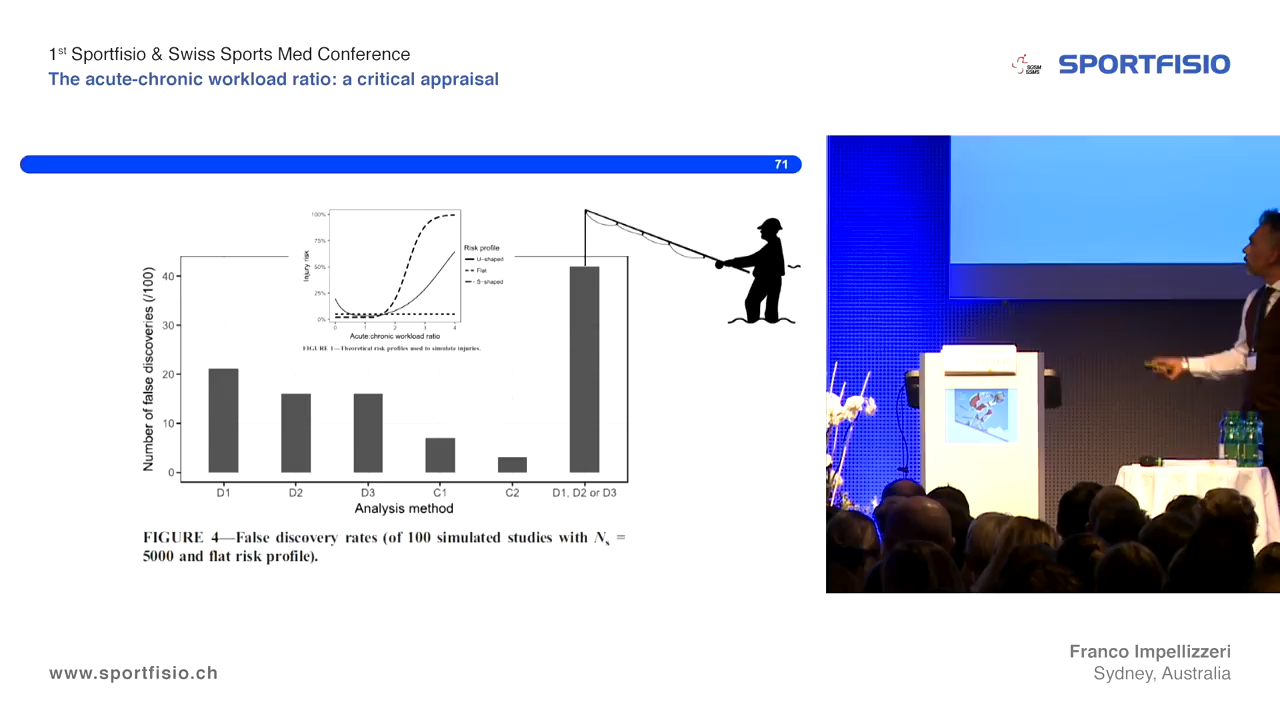 1st Sportfisio & Swiss Sports Med Conference
The acute-chronic workload ratio: a critical appraisal
SGSM
SSMS
SPORTFISIO
71
100%
75%
50%
25%
0%
Injury risk
0 1 2 3 4
Acute:chronic workload ratio
Risk profile
U-shaped
Flat
S-shaped
FIGURE 1—Theoretical risk profiles used to simulate injuries.
Number of false discoveries (/100)
40
30
20
10
0
D1 D2 D3 C1 C2 D1, D2 or D3
Analysis method
FIGURE 4—False discovery rates (of 100 simulated studies with Ns =
5000 and flat risk profile).
Franco Impellizzeri
Sydney, Australia
www.sportfisio.ch